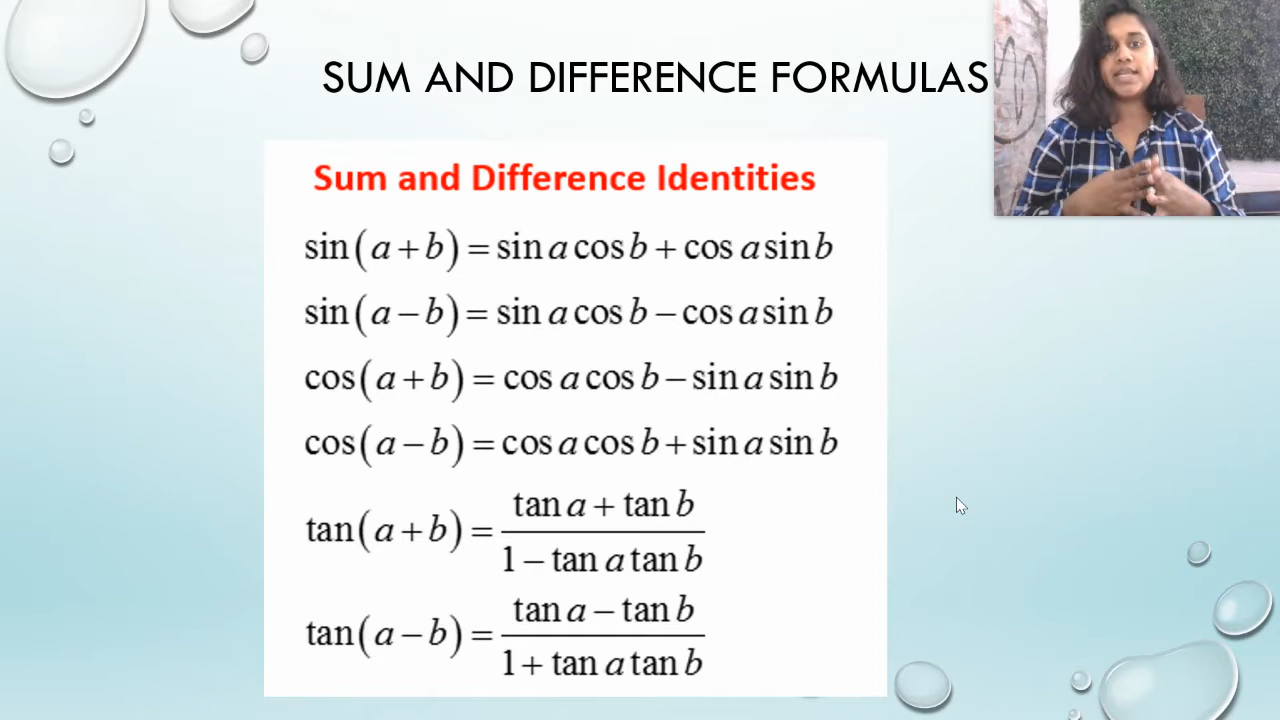 SUM AND DIFFERENCE FORMULAS
Sum and Difference Identities
sin(a+b)=sin a cos b + cos a sin b
sin(a−b)= sin a cos b − cos a sin b
cos(a+b)= cos a cos b − sin a sin b
cos(a−b)= cos a cos b + sin a sin b
tan(a+b)= (tan a + tan b)/(1 − tan a tan b)
tan(a−b)= (tan a − tan b)/(1 + tan a tan b)